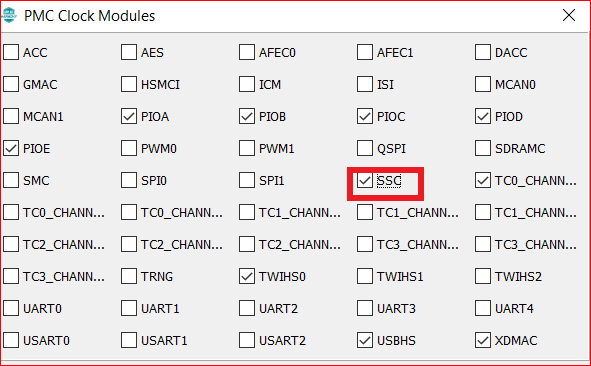 PMC Clock Modules
ACC AES AFEC0 AFEC1 DACC
GMAC HSMCI ICM ISI MCAN0
MCAN1 PIOA PIOB PIOC PIOD
PIOE PWM0 PWM1 QSPI SDRAMC
SMC SPI0 SPI1 SSC TC0_CHANN...
TC0_CHANN... TC0_CHANN... TC1_CHANN... TC1_CHANN... TC1_CHANN...
TC2_CHANN... TC2_CHANN... TC2_CHANN... TC3_CHANN... TC3_CHANN...
TC3_CHANN... TRNG TWIHS0 TWIHS1 TWIHS2
UART0 UART1 UART2 UART3 UART4
USART0 USART1 USART2 USBHS XDMAC